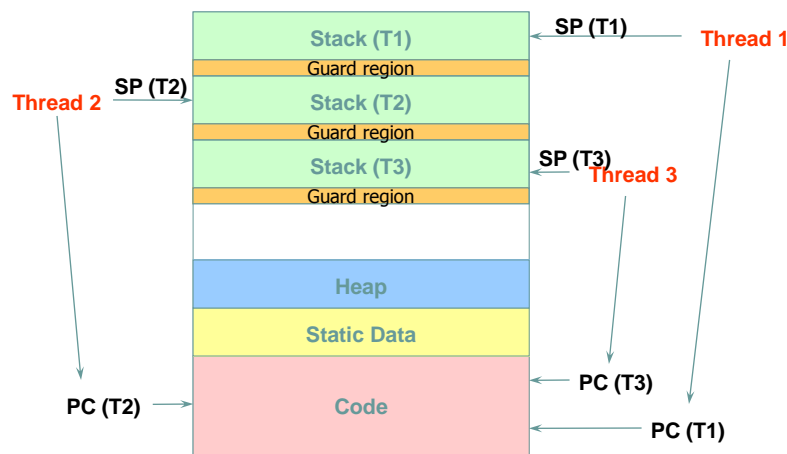 Stack (T1)
SP (T1)
Thread 1
Guard region
SP (T2)
Thread 2
Stack (T2)
Guard region
Stack (T3)
SP (T3)
Thread 3
Guard region
Heap
Static Data
PC (T3)
PC (T2)
Code
PC (T1)